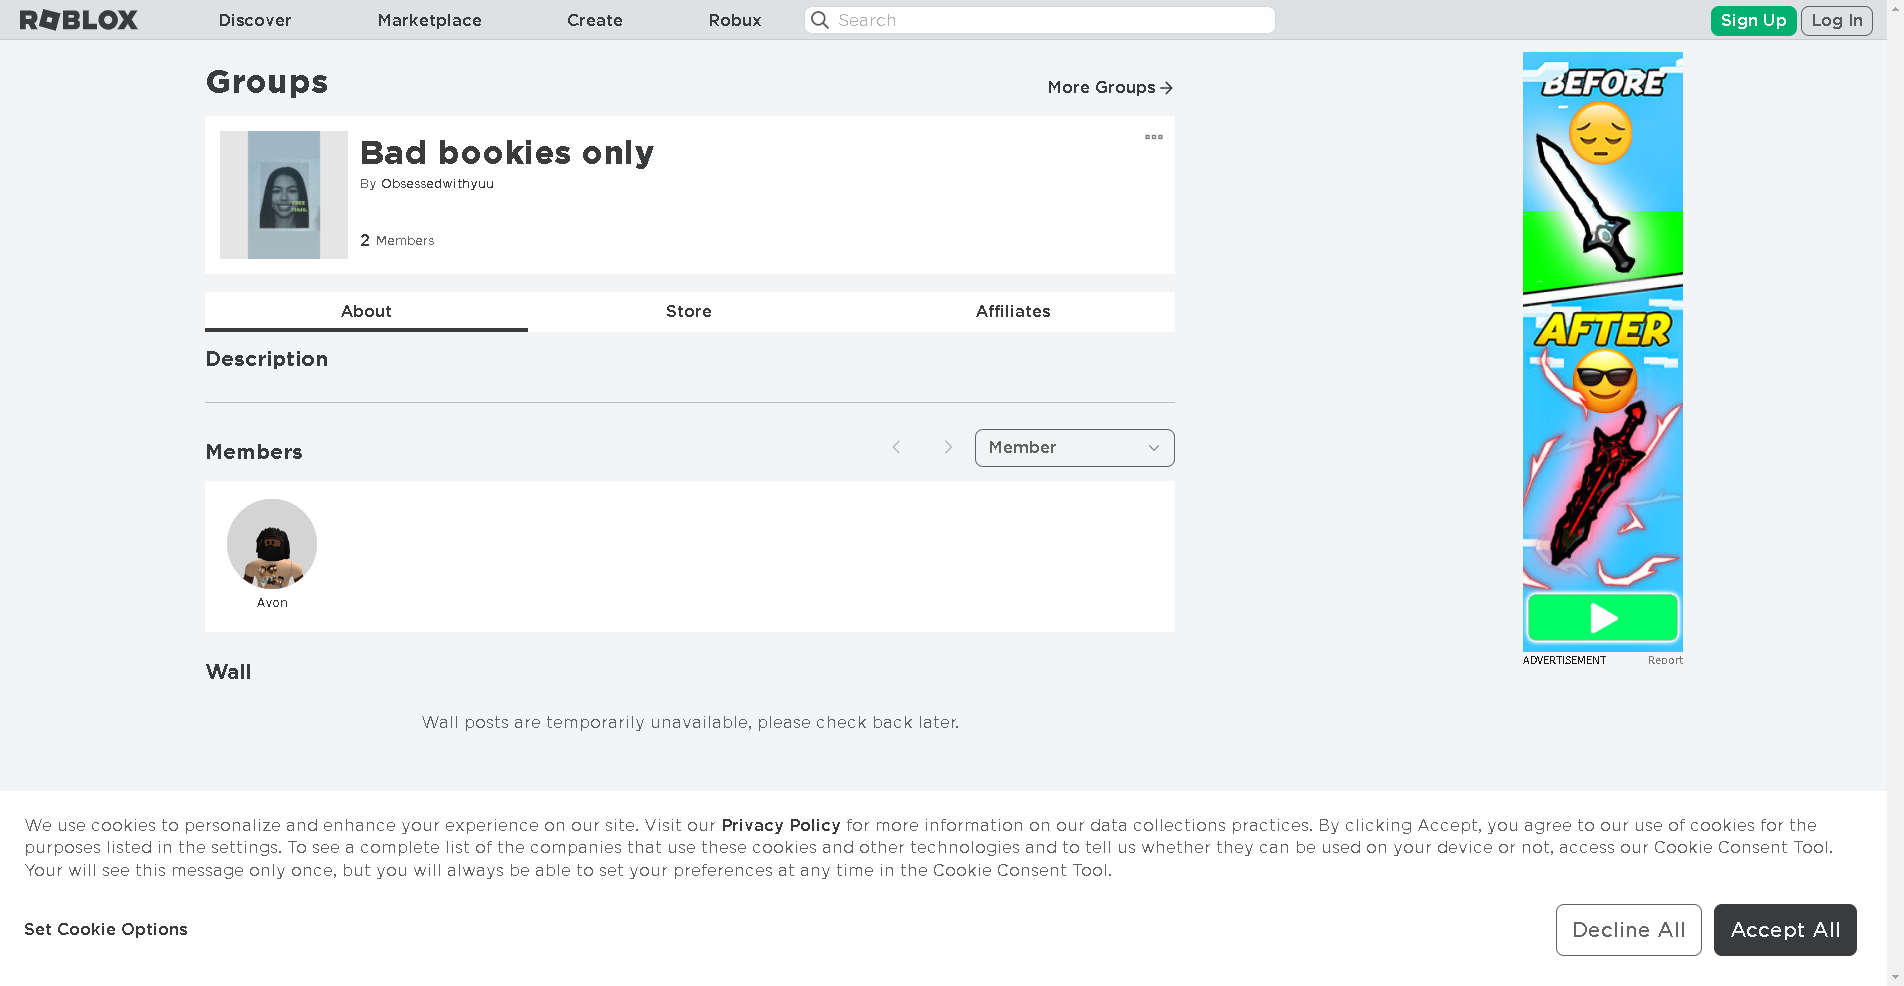 ROBLOX Discover Marketplace Create Robux Search Sign Up Log In
Groups
More Groups
Bad bookies only
By Obsessedwithyuu
FREE
THUG
2 Members
About Store Affiliates
Description
Members
Member
Avon
Wall
Wall posts are temporarily unavailable, please check back later.
BEFORE
AFTER
ADVERTISEMENT Report
We use cookies to personalize and enhance your experience on our site. Visit our Privacy Policy for more information on our data collections practices. By clicking Accept, you agree to our use of cookies for the
purposes listed in the settings. To see a complete list of the companies that use these cookies and other technologies and to tell us whether they can be used on your device or not, access our Cookie Consent Tool.
Your will see this message only once, but you will always be able to set your preferences at any time in the Cookie Consent Tool.
Set Cookie Options
Decline All Accept All